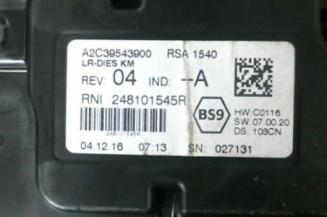 A2C39543900 RSA 1540
LR-DIES KM
REV: 04 IND: --A
RNI 248101545R
248101545R
BS9
HW: C0116
SW: 07.00.20
DS: 103CN
04.12.16 07:13 SN: 027131